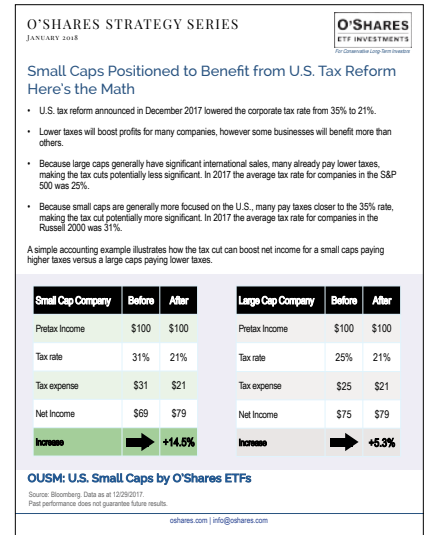 O'SHARES STRATEGY SERIES
JANUARY 2018
O'SHARES
ETF INVESTMENTS
For Conservative Long-Term Investors
Small Caps Positioned to Benefit from U.S. Tax Reform
Here's the Math
• U.S. tax reform announced in December 2017 lowered the corporate tax rate from 35% to 21%.
• Lower taxes will boost profits for many companies, however some businesses will benefit more than
others.
• Because large caps generally have significant international sales, many already pay lower taxes,
making the tax cuts potentially less significant. In 2017 the average tax rate for companies in the S&P
500 was 25%.
• Because small caps are generally more focused on the U.S., many pay taxes closer to the 35% rate,
making the tax cut potentially more significant. In 2017 the average tax rate for companies in the
Russell 2000 was 31%.
A simple accounting example illustrates how the tax cut can boost net income for a small caps paying
higher taxes versus a large caps paying lower taxes.
Small Cap Company Before After
Pretax Income $100 $100
Tax rate 31% 21%
Tax expense $31 $21
Net Income $69 $79
Increase +14.5%
Large Cap Company Before After
Pretax Income $100 $100
Tax rate 25% 21%
Tax expense $25 $21
Net Income $75 $79
Increase +5.3%
OUSM: U.S. Small Caps by O'Shares ETFs
Source: Bloomberg. Data as at 12/29/2017.
Past performance does not guarantee future results.
oshares.com | info@oshares.com